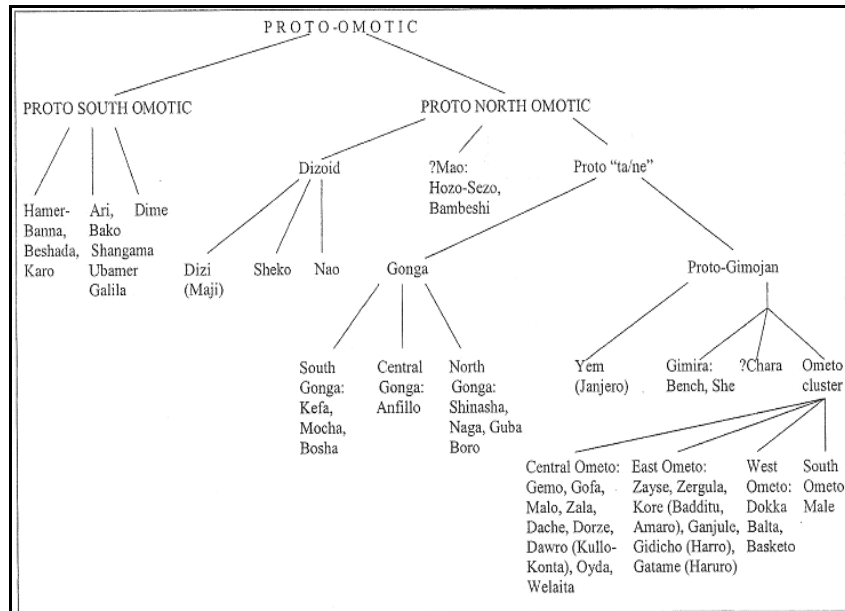 PROTO-OMOTIC
PROTO SOUTH OMOTIC
PROTO NORTH OMOTIC
Dizoid
?Mao:
Hozo-Sezo,
Bambeshi
Proto "ta/ne"
Hamer-
Banna,
Beshada,
Karo
Ari,
Bako
Shangama
Ubamer
Galila
Dime
Dizi
(Maji)
Sheko
Nao
Gonga
Proto-Gimojan
South
Gonga:
Kefa,
Mocha,
Bosha
Central
Gonga:
Anfillo
North
Gonga:
Shinasha,
Naga, Guba
Boro
Yem
(Janjero)
Gimira:
Bench, She
?Chara
Ometo
cluster
Central Ometo:
Gemo, Gofa,
Malo, Zala,
Dache, Dorze,
Dawro (Kullo-
Konta), Oyda,
Welaita
East Ometo:
Zayse, Zergula,
Kore (Badditu,
Amaro), Ganjule,
Gidicho (Harro),
Gatame (Haruro)
West
Ometo:
Dokka
Balta,
Basketo
South
Ometo
Male